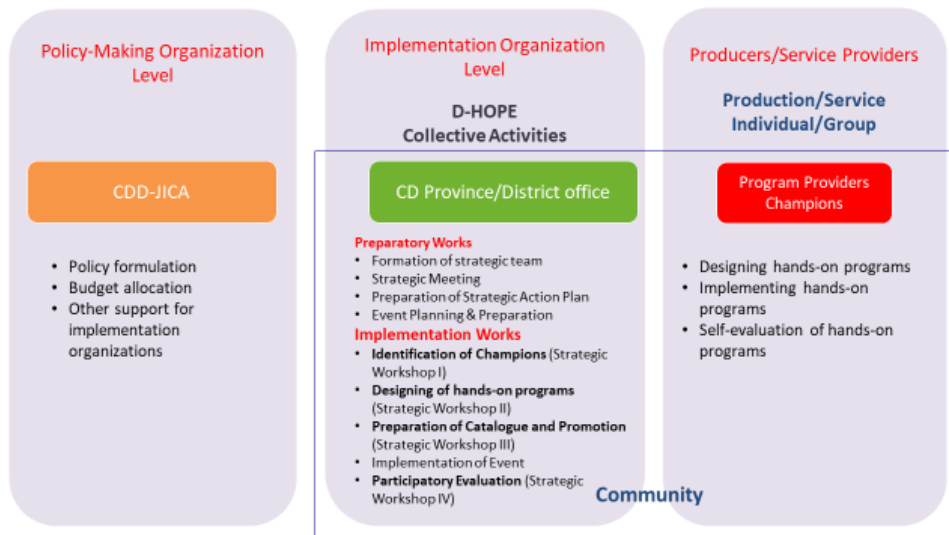 Policy-Making Organization
Level
CDD-JICA
• Policy formulation
• Budget allocation
• Other support for
implementation
organizations
Implementation Organization
Level
D-HOPE
Collective Activities
CD Province/District office
Preparatory Works
• Formation of strategic team
• Strategic Meeting
• Preparation of Strategic Action Plan
• Event Planning & Preparation
Implementation Works
• Identification of Champions (Strategic
Workshop I)
• Designing of hands-on programs
(Strategic Workshop II)
• Preparation of Catalogue and Promotion
(Strategic Workshop III)
• Implementation of Event
• Participatory Evaluation (Strategic
Workshop IV)
Producers/Service Providers
Production/Service
Individual/Group
Program Providers
Champions
• Designing hands-on programs
• Implementing hands-on
programs
• Self-evaluation of hands-on
programs
Community